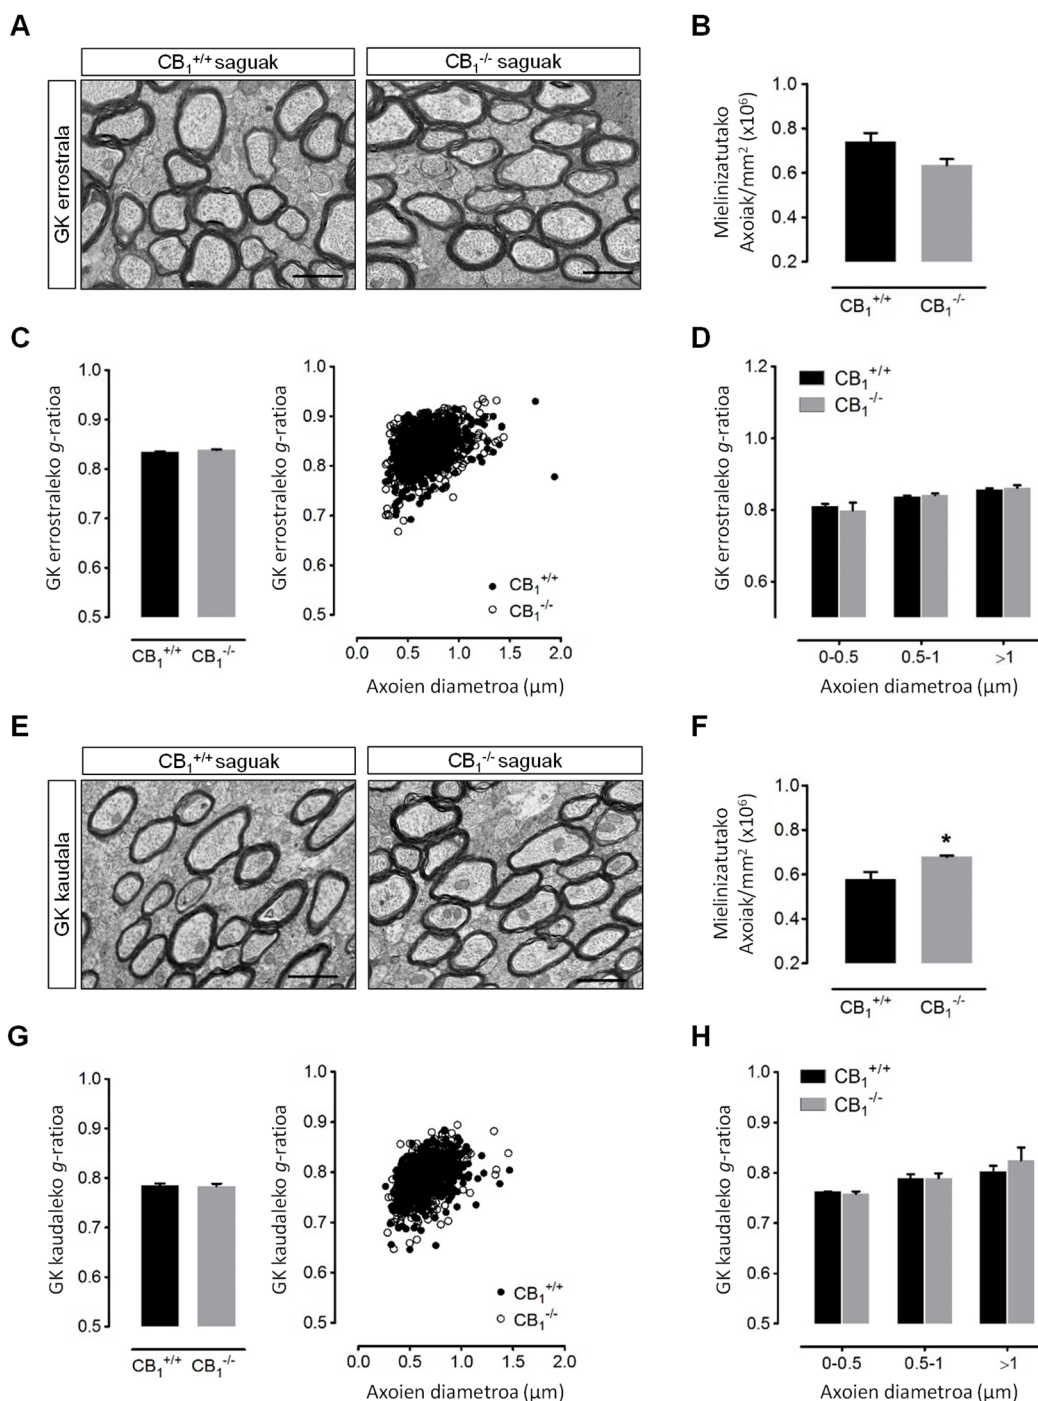 A
CB₁⁺/⁺ saguak
CB₁⁻/⁻ saguak
GK errostrala
B
Mielinizatutako
Axoiak/mm² (x10⁶)
1.0
0.8
0.6
0.4
0.2
CB₁⁺/⁺ CB₁⁻/⁻
C
GK errostraleko g-ratioa
1.0
0.9
0.8
0.7
0.6
0.5
CB₁⁺/⁺ CB₁⁻/⁻
GK errostraleko g-ratioa
1.0
0.9
0.8
0.7
0.6
0.5
CB₁⁺/⁺
CB₁⁻/⁻
0.0 0.5 1.0 1.5 2.0
Axoien diametroa (µm)
D
GK errostraleko g-ratioa
1.2
1.0
0.8
0.6
CB₁⁺/⁺
CB₁⁻/⁻
0-0.5 0.5-1 >1
Axoien diametroa (µm)
E
CB₁⁺/⁺ saguak
CB₁⁻/⁻ saguak
GK kaudala
F
Mielinizatutako
Axoiak/mm² (x10⁶)
1.0
0.8
0.6
0.4
0.2
*
CB₁⁺/⁺ CB₁⁻/⁻
G
GK kaudaleko g-ratioa
1.0
0.9
0.8
0.7
0.6
0.5
CB₁⁺/⁺ CB₁⁻/⁻
GK kaudaleko g-ratioa
1.0
0.9
0.8
0.7
0.6
0.5
CB₁⁺/⁺
CB₁⁻/⁻
0.0 0.5 1.0 1.5 2.0
Axoien diametroa (µm)
H
GK kaudaleko g-ratioa
1.0
0.9
0.8
0.7
0.6
0.5
CB₁⁺/⁺
CB₁⁻/⁻
0-0.5 0.5-1 >1
Axoien diametroa (µm)